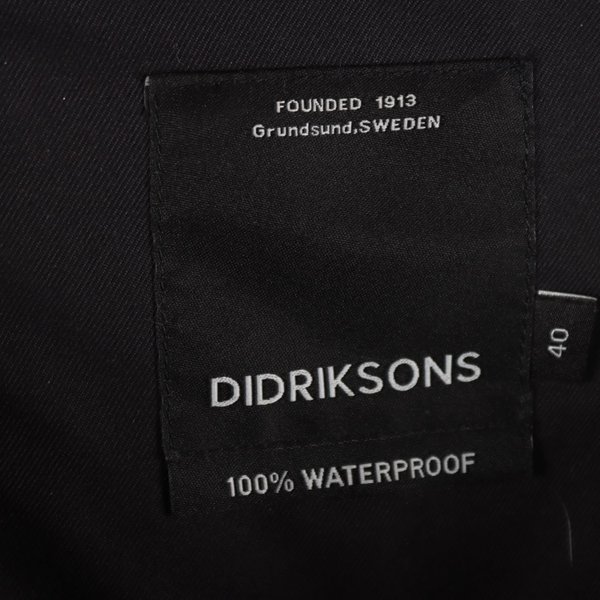 FOUNDED 1913
Grundsund,SWEDEN
DIDRIKSONS
40
100% WATERPROOF